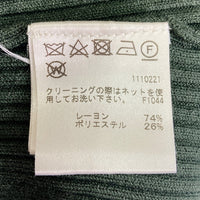 F
W
1110221
クリーニングの際はネットを使
用してお洗い下さい。
F1044
レーヨン 74%
ポリエステル 26%